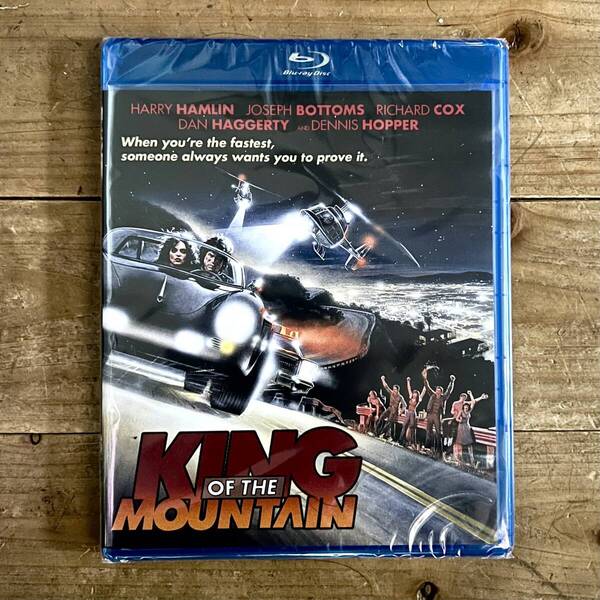 Blu-ray Disc
HARRY HAMLIN JOSEPH BOTTOMS RICHARD COX
DAN HAGGERTY AND DENNIS HOPPER
When you're the fastest,
someone always wants you to prove it.
KING
OF THE
MOUNTAIN